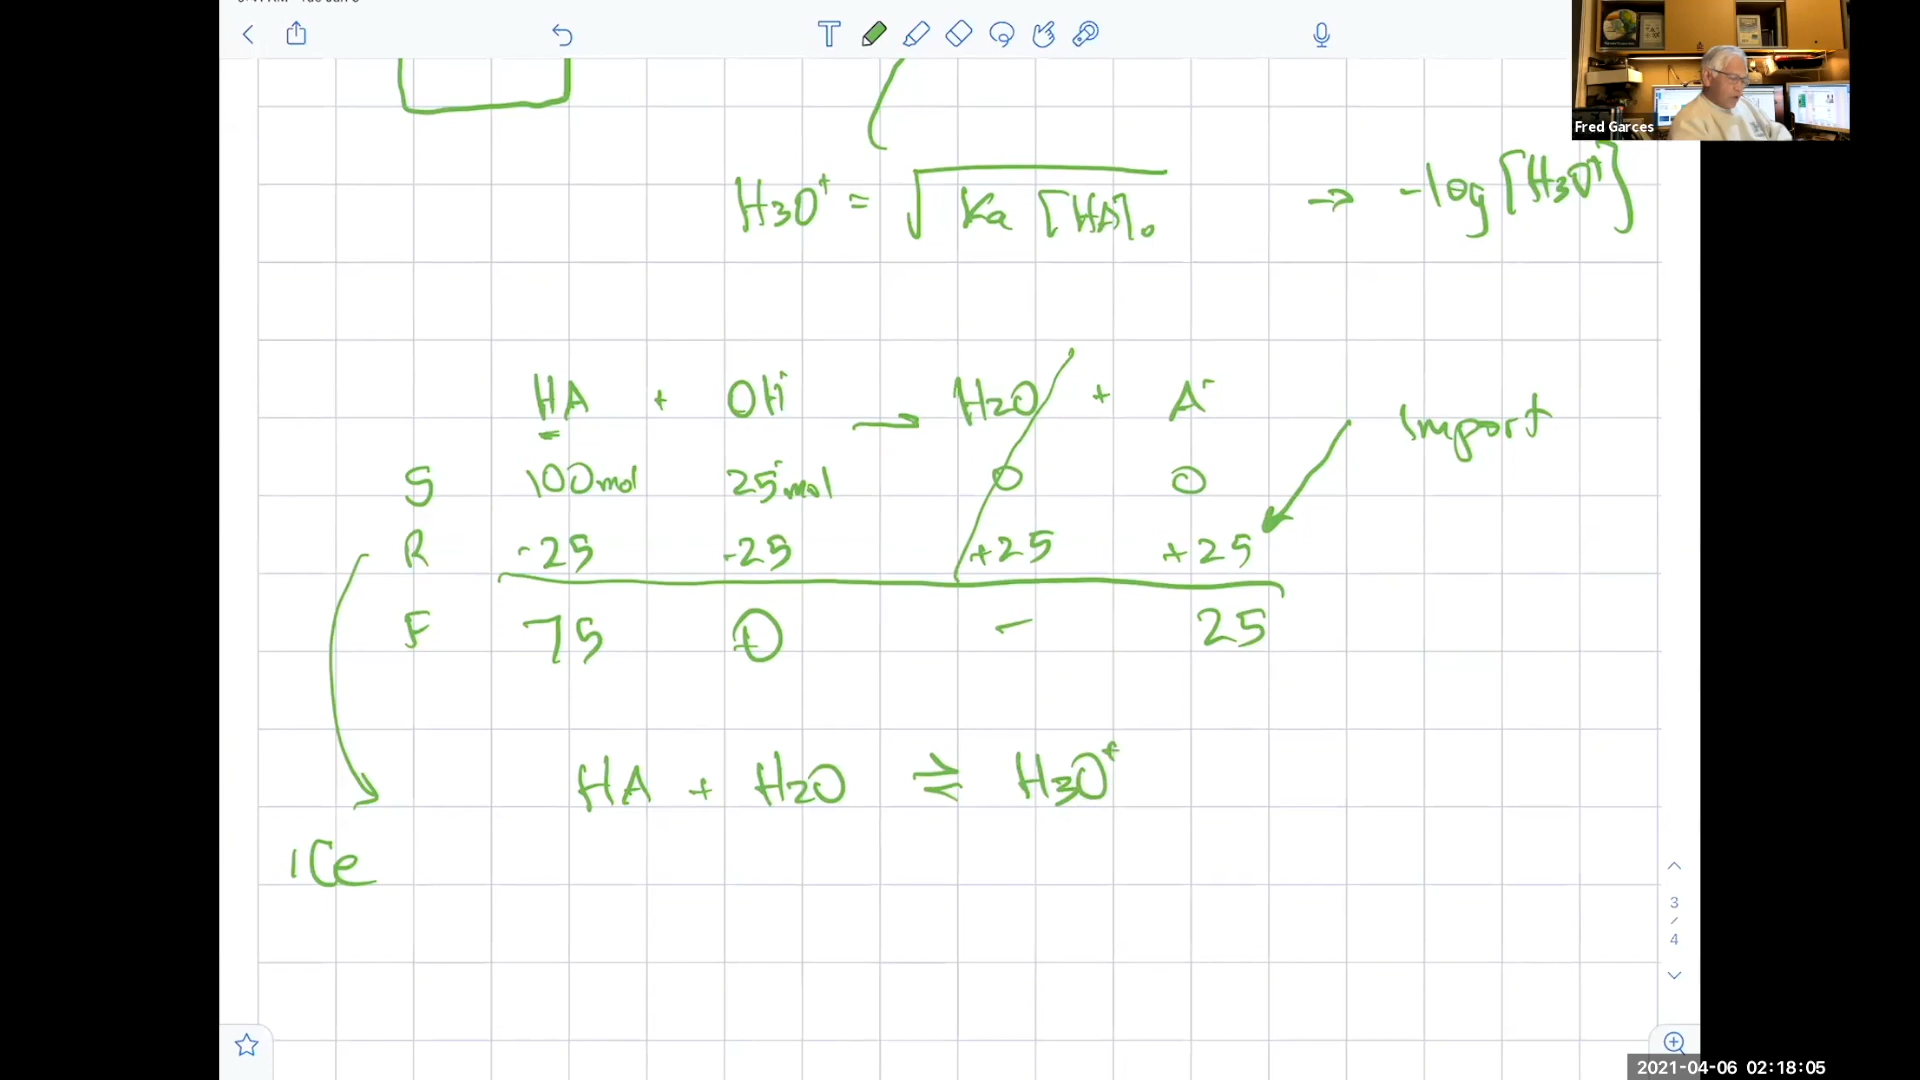 Fred Garces
H3O⁺ = √Ka [HA]₀ → -log[H3O⁺]
HA + OH⁻ → H2O + A⁻
Import
S 100mol 25mol 0 0
R -25 -25 +25 +25
F 75 0 - 25
HA + H2O ⇌ H3O⁺
ICe
3
/
4
2021-04-06 02:18:05